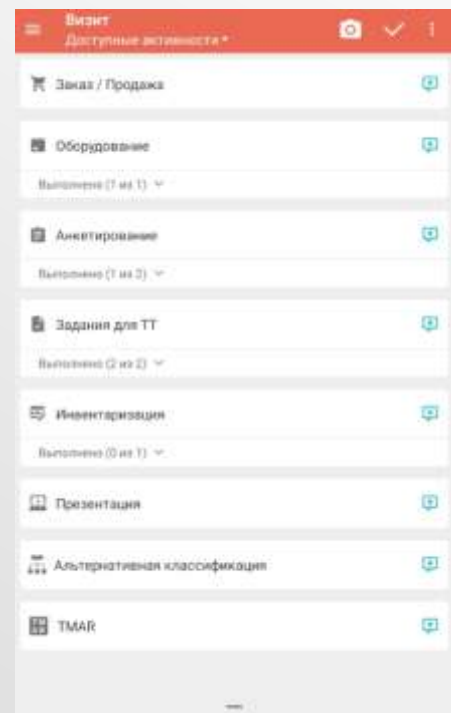 Визит
Доступные активности
Заказ / Продажа
Оборудование
Выполнено (1 из 1)
Анкетирование
Выполнено (1 из 2)
Задания для ТТ
Выполнено (2 из 2)
Инвентаризация
Выполнено (0 из 1)
Презентация
Альтернативная классификация
TMAR